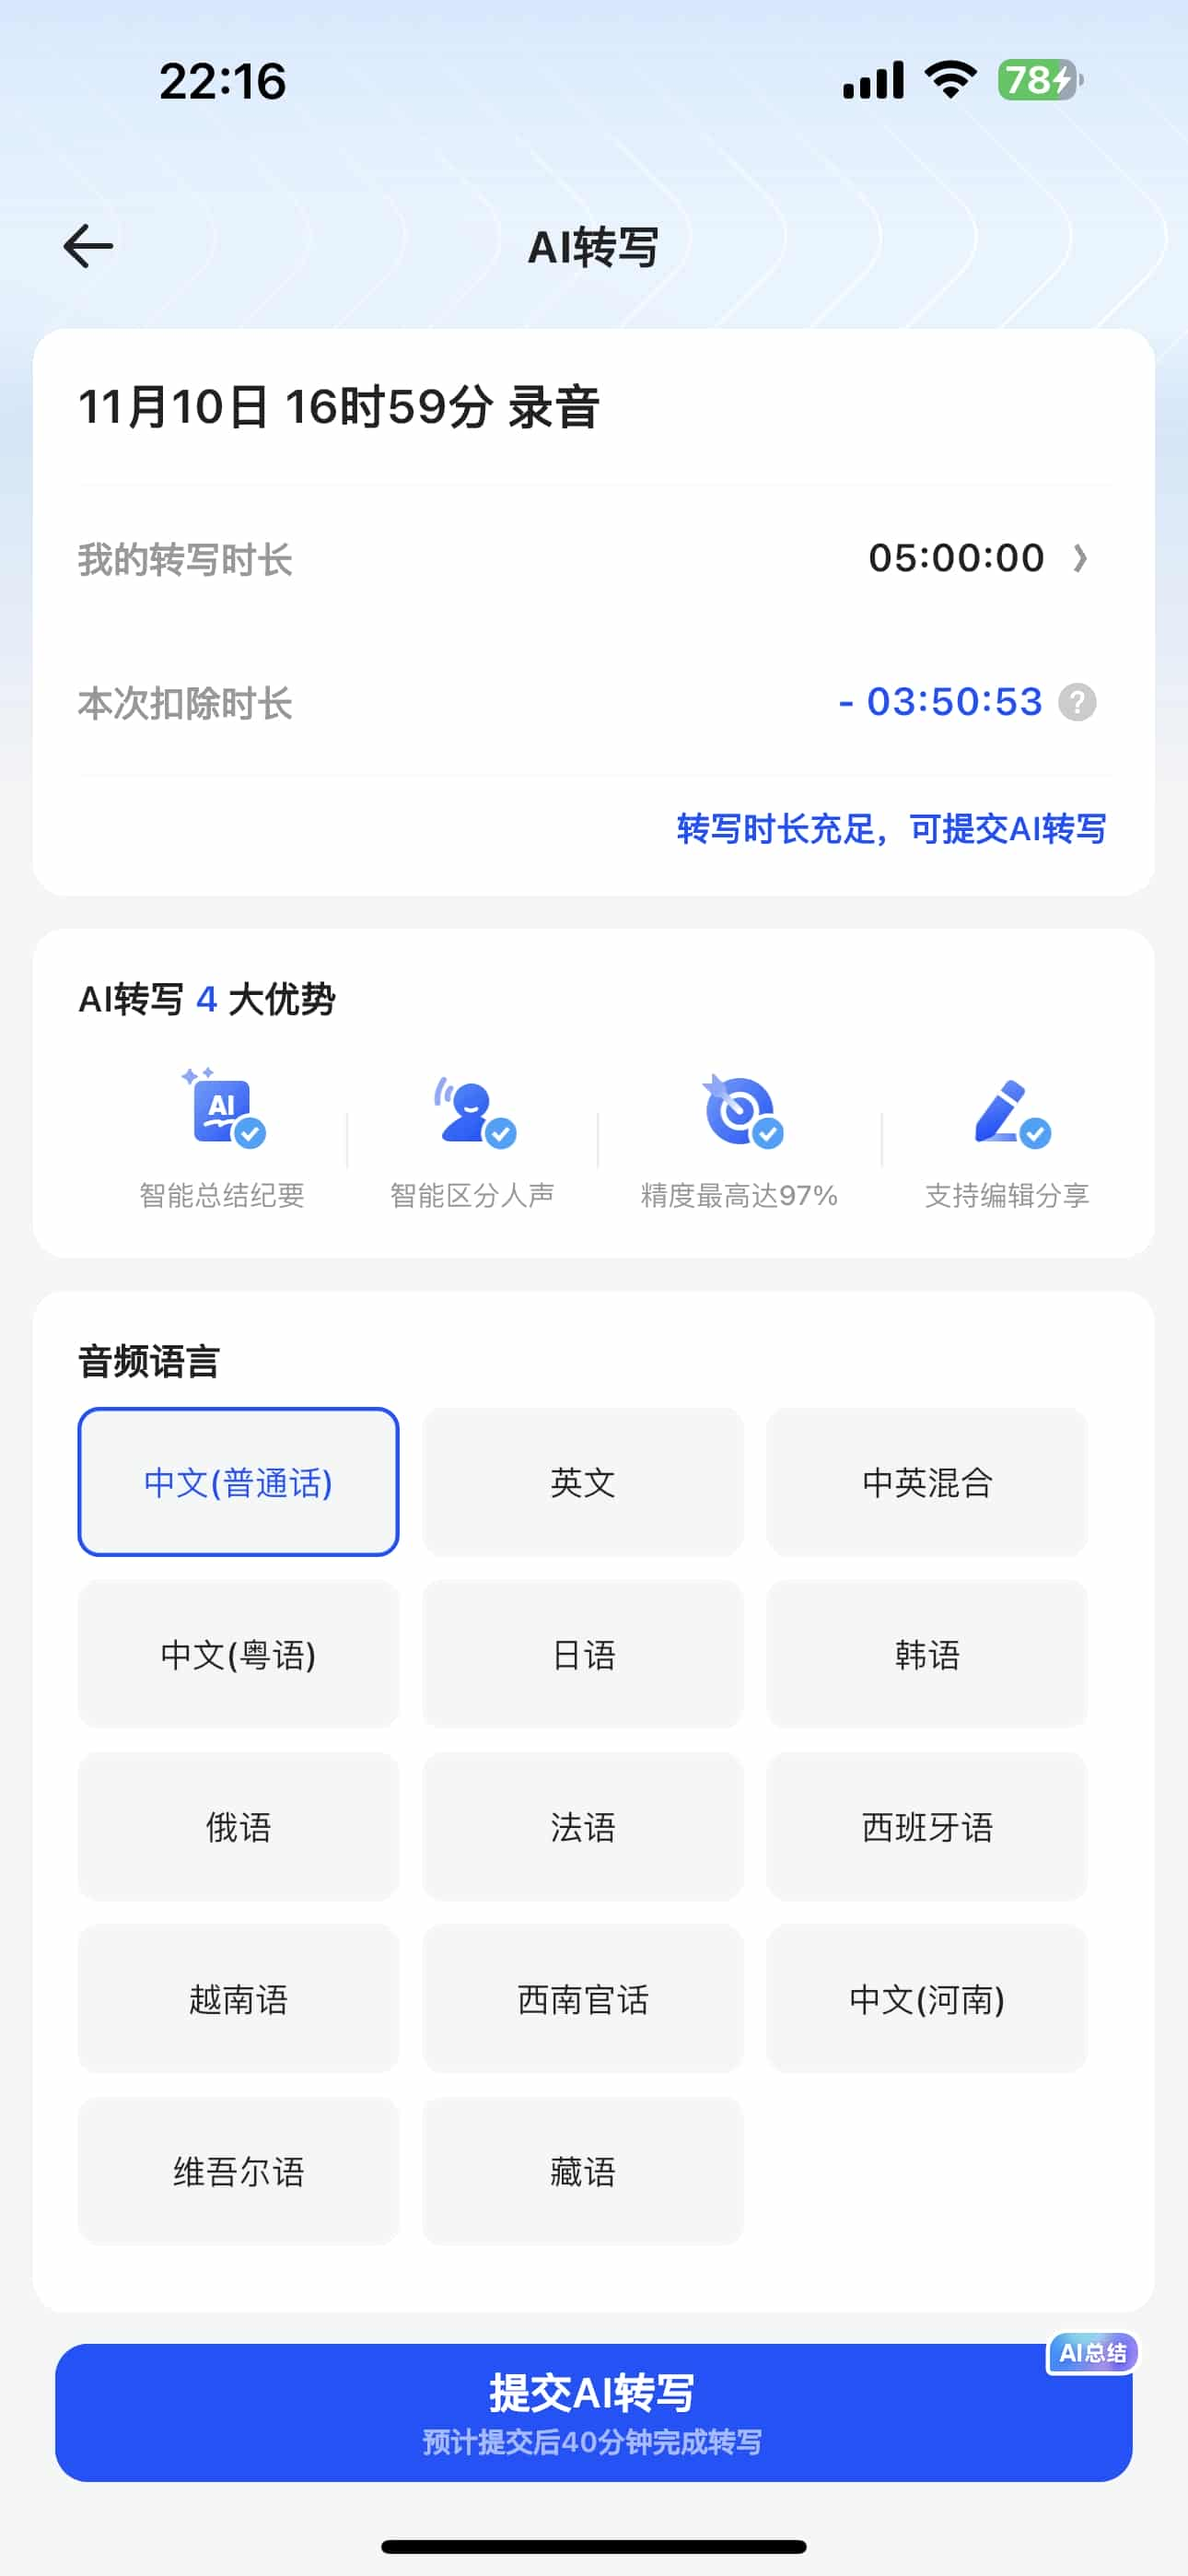 22:16
78
AI转写
11月10日 16时59分 录音
我的转写时长 05:00:00
本次扣除时长 - 03:50:53 ?
转写时长充足，可提交AI转写
AI转写 4 大优势
AI
智能总结纪要 智能区分人声 精度最高达97% 支持编辑分享
音频语言
中文(普通话) 英文 中英混合
中文(粤语) 日语 韩语
俄语 法语 西班牙语
越南语 西南官话 中文(河南)
维吾尔语 藏语
AI总结
提交AI转写
预计提交后40分钟完成转写